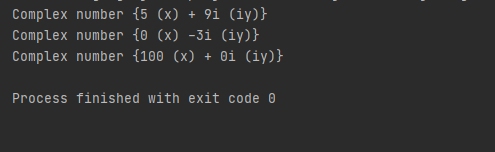 Complex number {5 (x) + 9i (iy)}
Complex number {0 (x) -3i (iy)}
Complex number {100 (x) + 0i (iy)}
Process finished with exit code 0